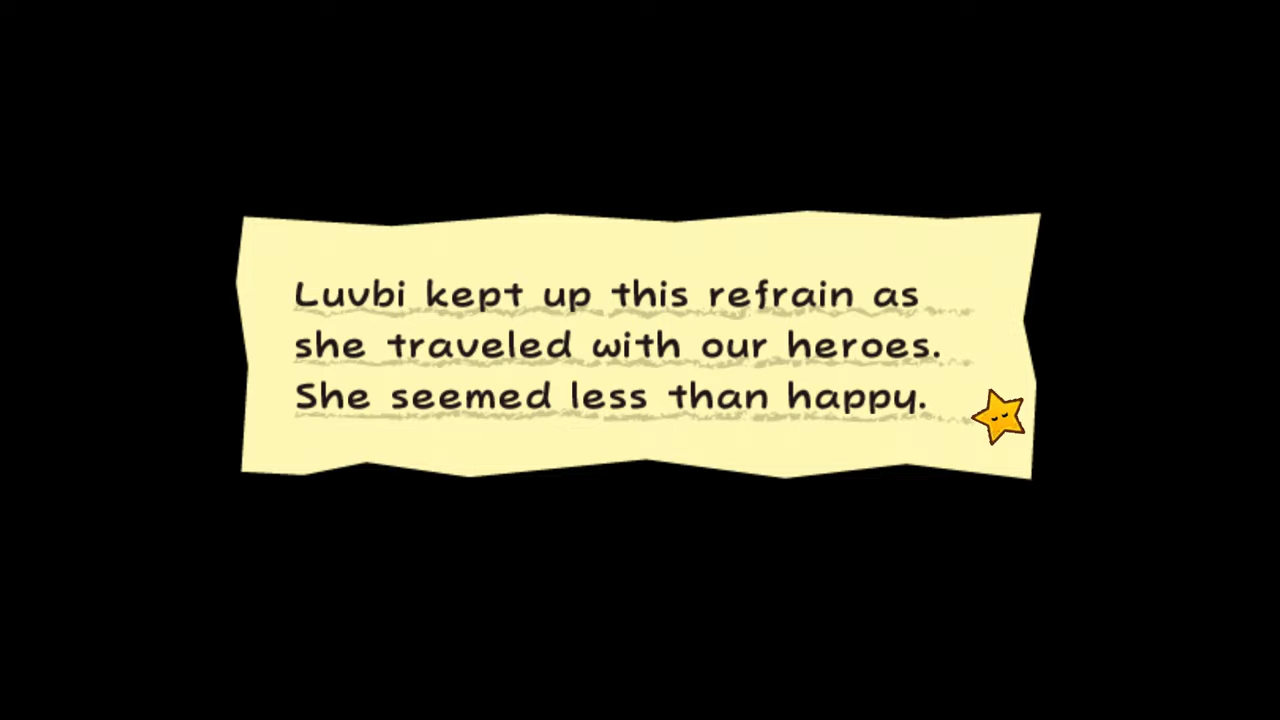 Luvbi kept up this refrain as
she traveled with our heroes.
She seemed less than happy.